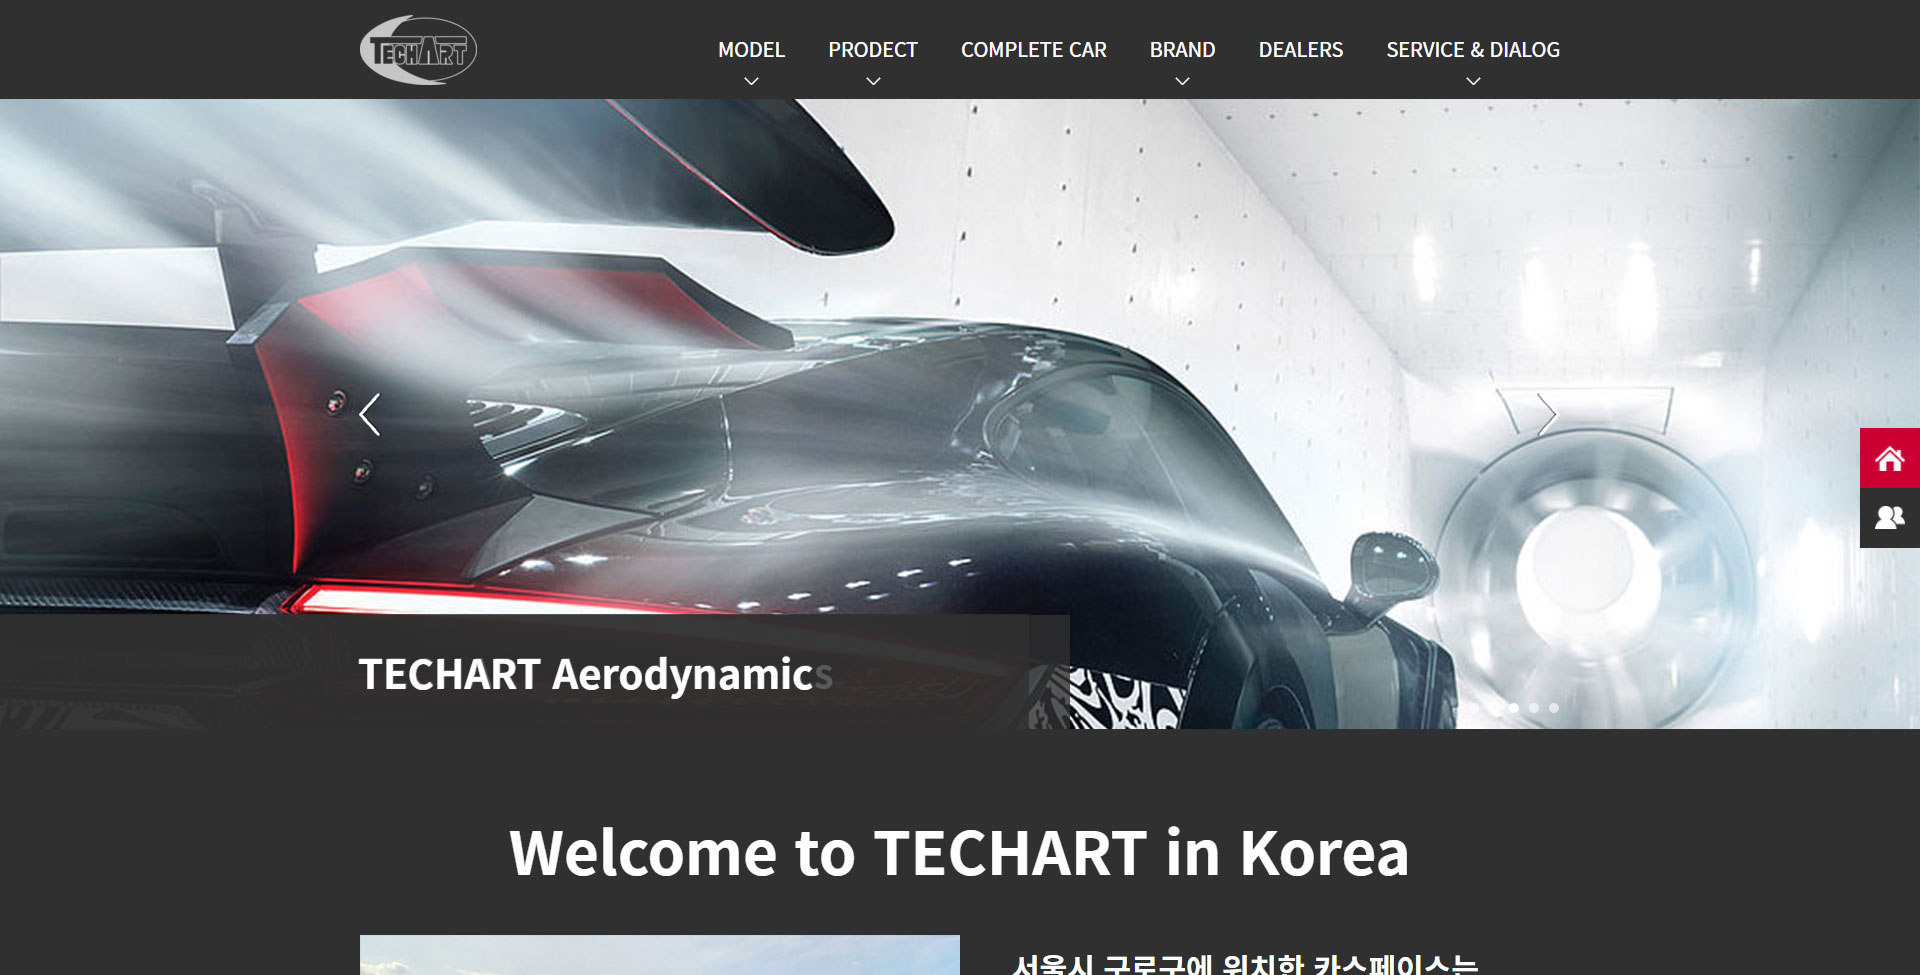 TECHART
MODEL
PRODECT
COMPLETE CAR
BRAND
DEALERS
SERVICE & DIALOG
TECHART Aerodynamics
Welcome to TECHART in Korea
서울시 구로구에 위치한 카스페이스는